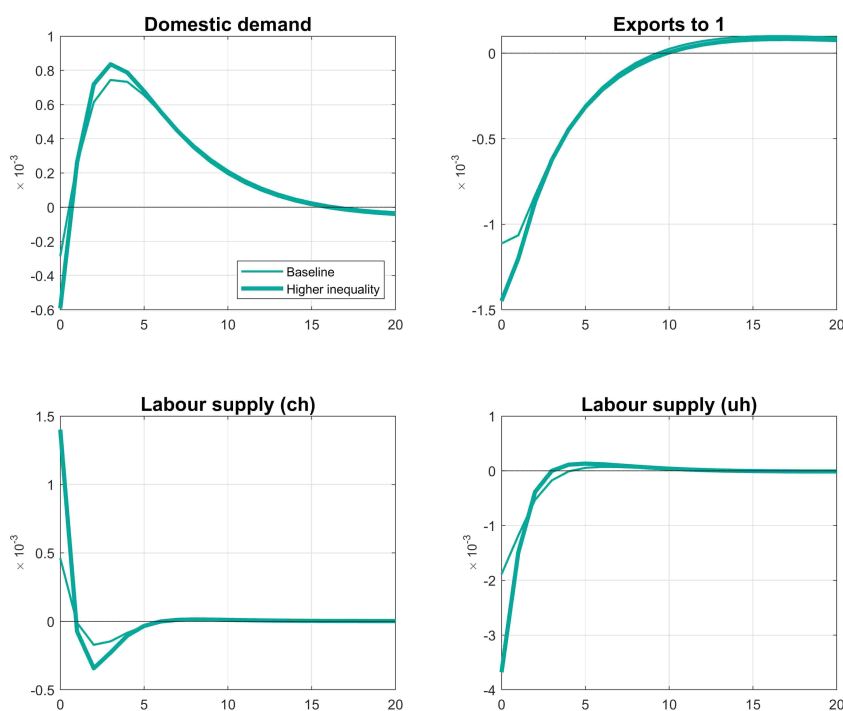 Domestic demand
1
0.8
0.6
0.4
0.2
0
-0.2
-0.4
-0.6
× 10⁻³
0 5 10 15 20
Baseline
Higher inequality
Exports to 1
0
-0.5
-1
-1.5
× 10⁻³
0 5 10 15 20
Labour supply (ch)
1.5
1
0.5
0
-0.5
× 10⁻³
0 5 10 15 20
Labour supply (uh)
1
0
-1
-2
-3
-4
× 10⁻³
0 5 10 15 20